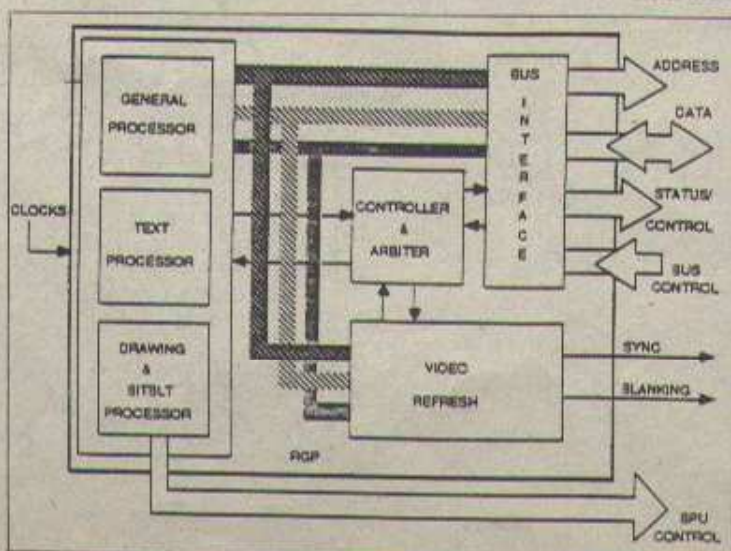 GENERAL
PROCESSOR
TEXT
PROCESSOR
DRAWING
&
BITBLT
PROCESSOR
CLOCKS
CONTROLLER
&
ARBITER
BUS
INTERFACE
VIDEO
REFRESH
RGP
ADDRESS
DATA
STATUS/
CONTROL
BUS
CONTROL
SYNC
BLANKING
BPU
CONTROL